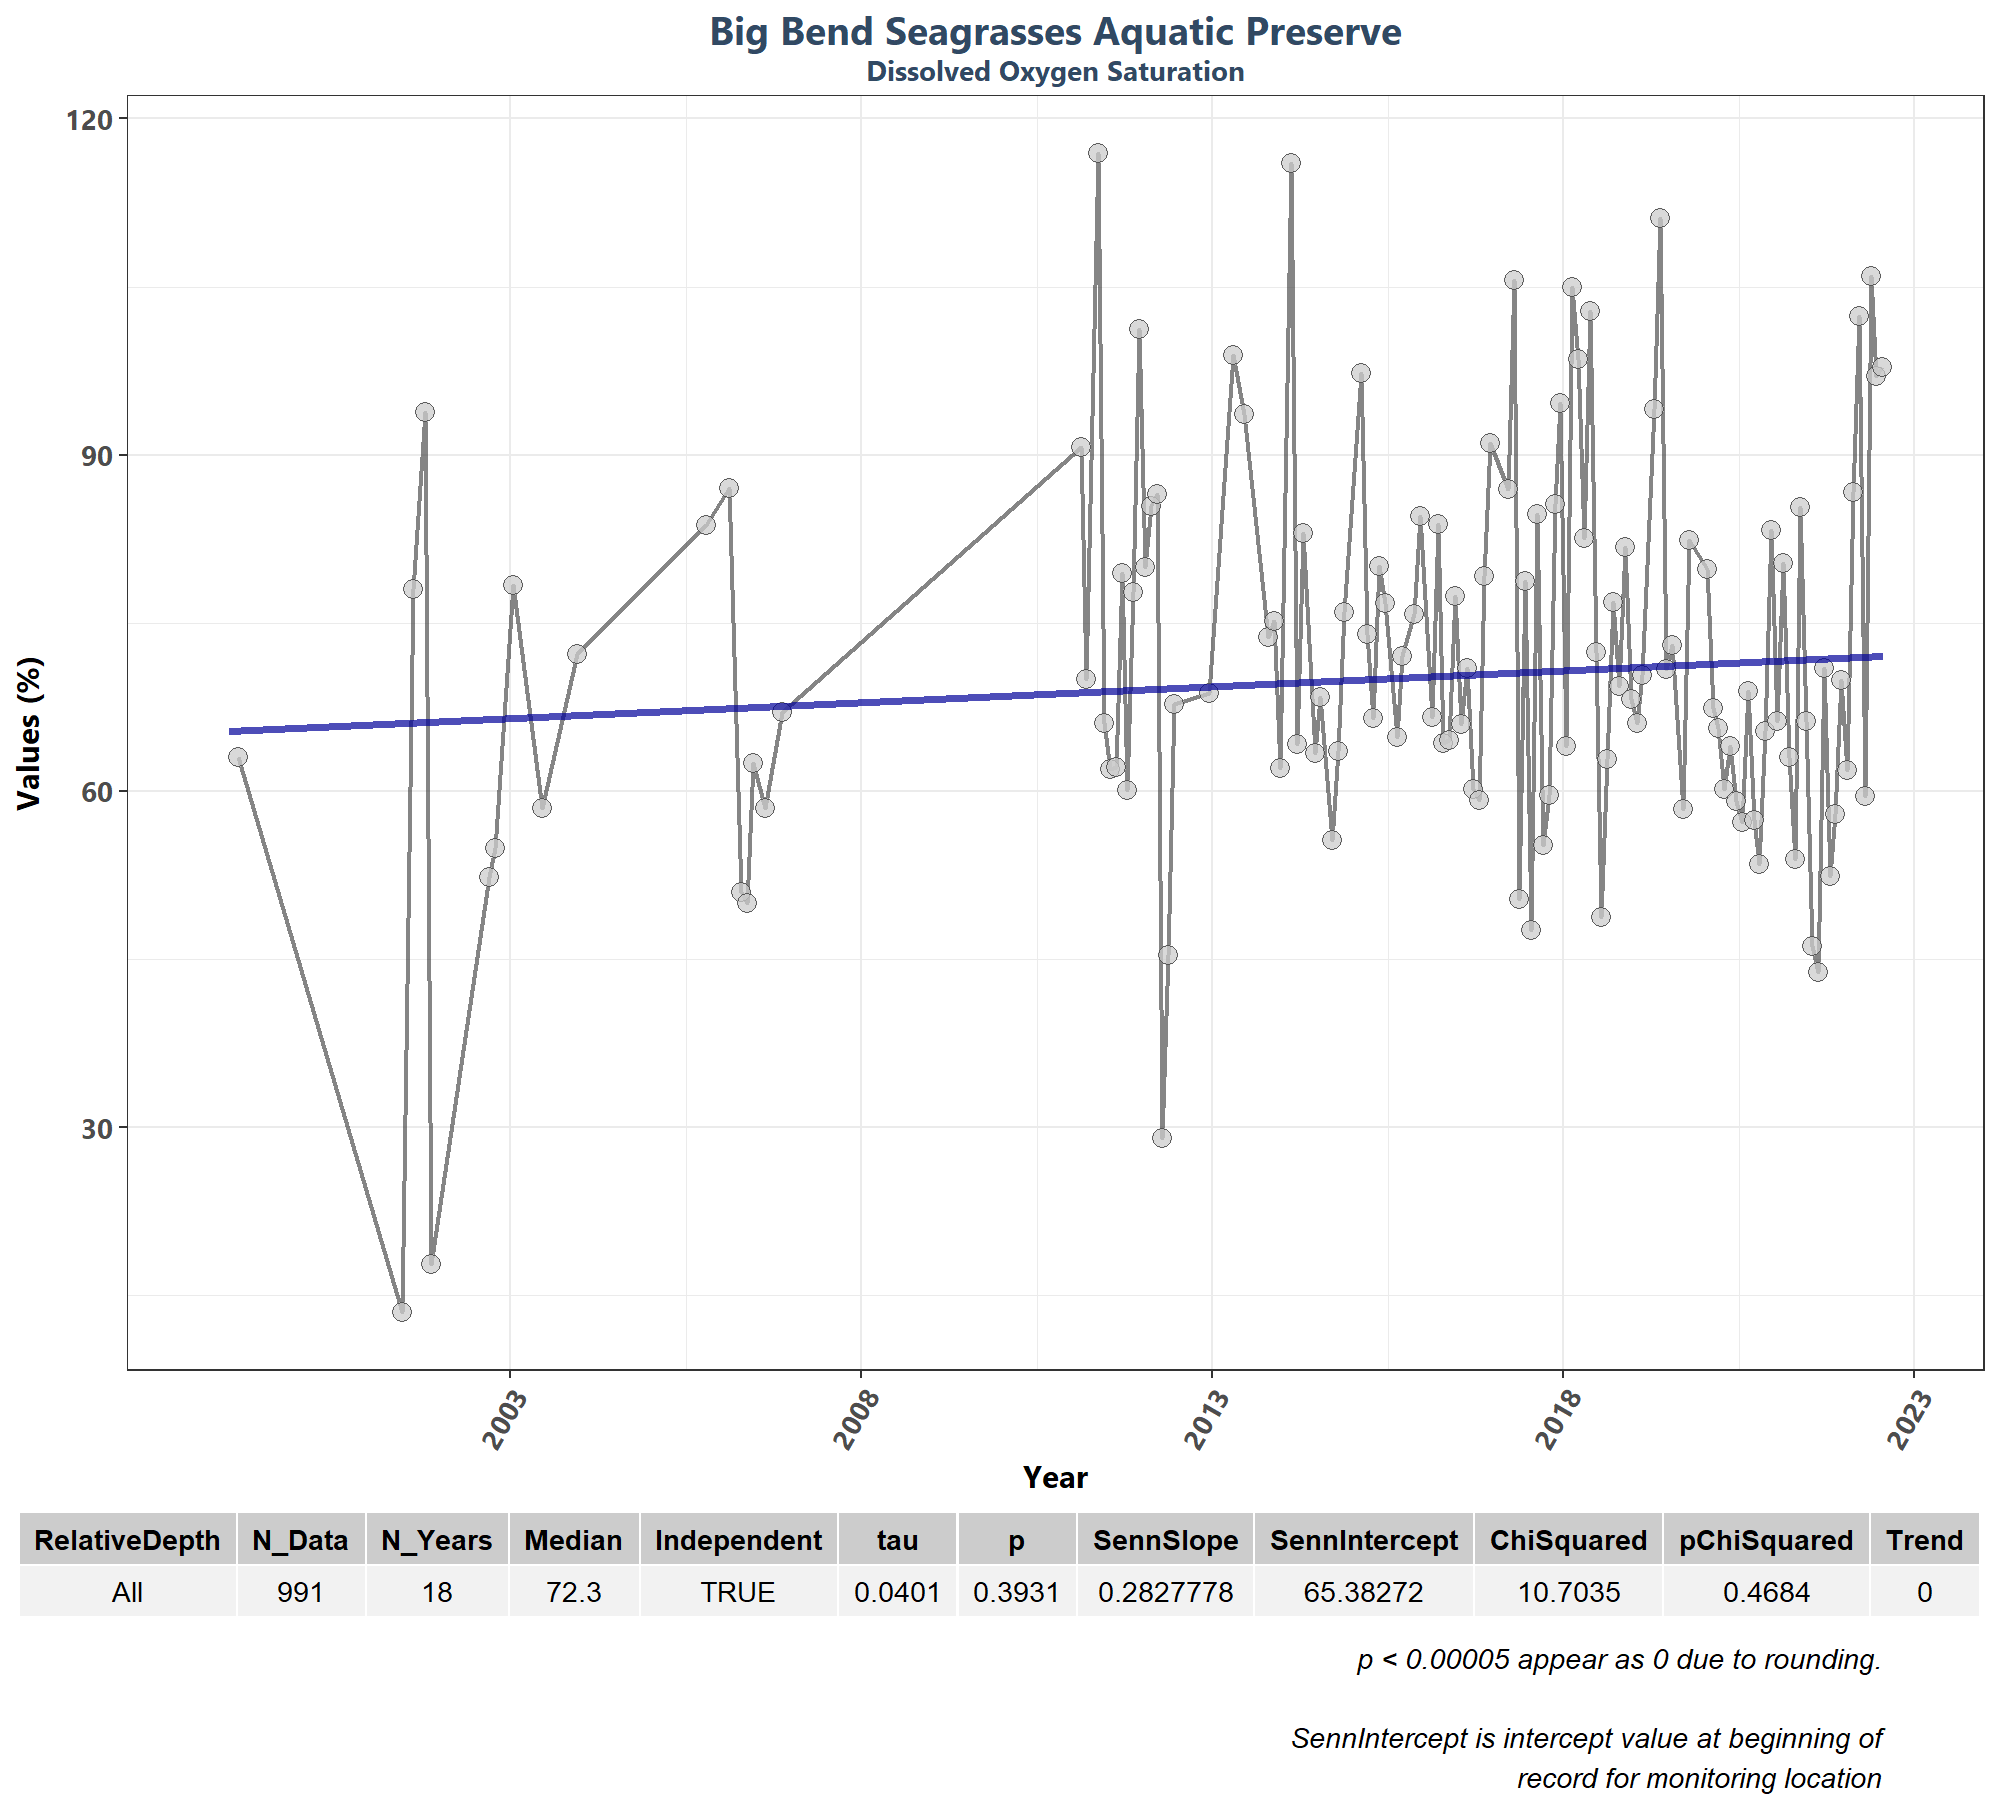 Big Bend Seagrasses Aquatic Preserve
Dissolved Oxygen Saturation
120
90
60
30
Values (%)
2003
2008
2013
2018
2023
Year
RelativeDepth N_Data N_Years Median Independent tau p SennSlope SennIntercept ChiSquared pChiSquared Trend
All 991 18 72.3 TRUE 0.0401 0.3931 0.2827778 65.38272 10.7035 0.4684 0
p < 0.00005 appear as 0 due to rounding.
SennIntercept is intercept value at beginning of
record for monitoring location